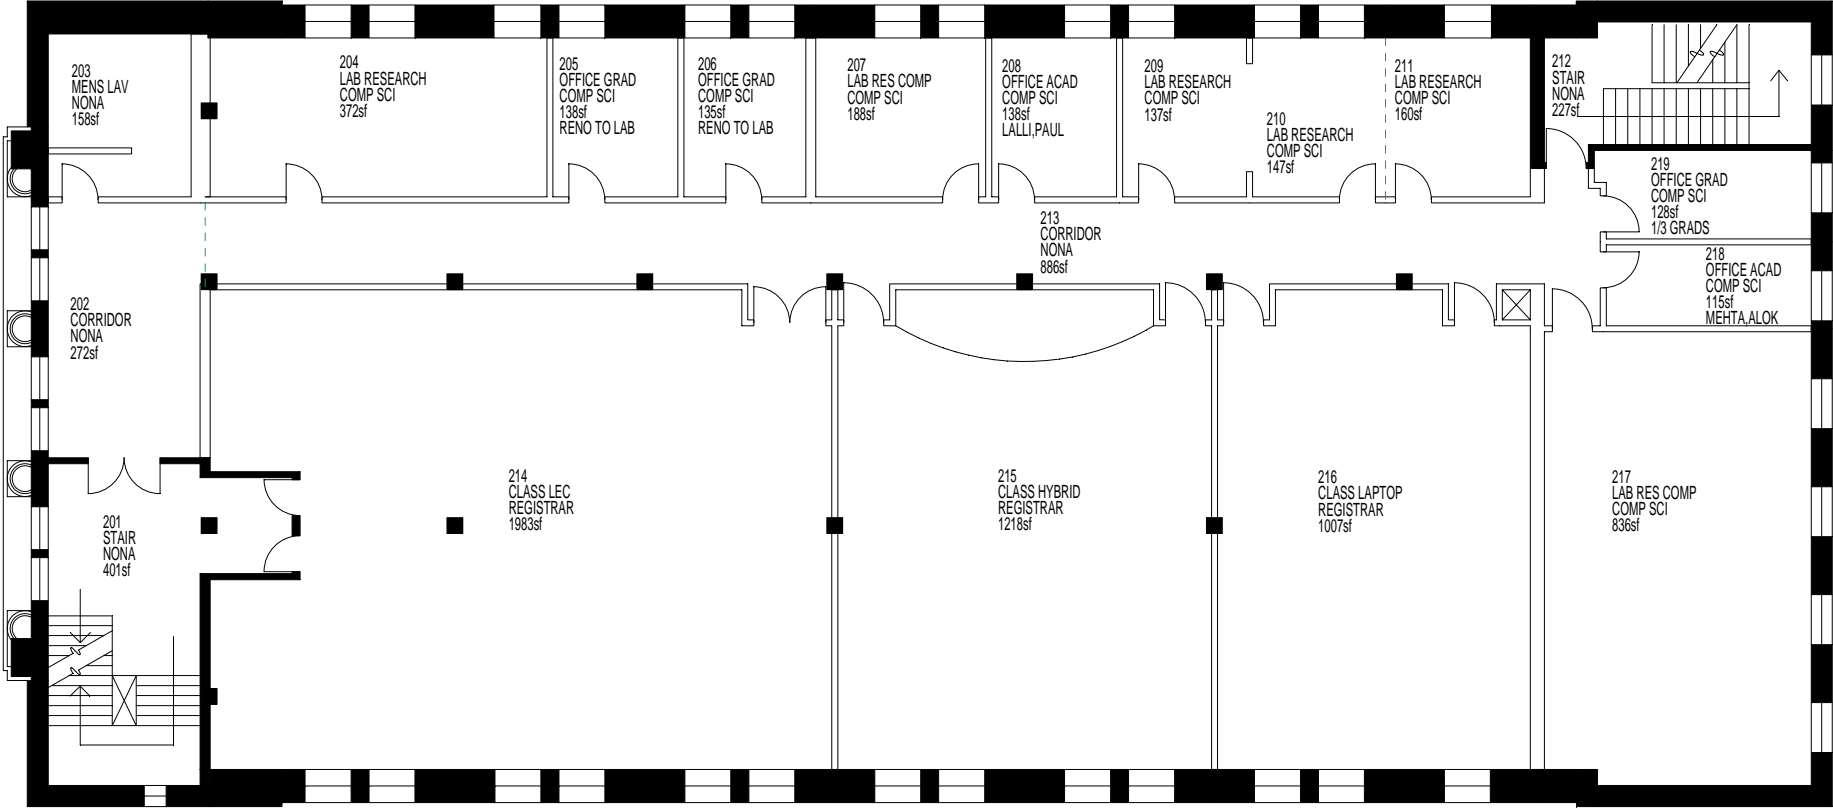 203
MENS LAV
NONA
158sf
204
LAB RESEARCH
COMP SCI
372sf
205
OFFICE GRAD
COMP SCI
138sf
RENO TO LAB
206
OFFICE GRAD
COMP SCI
135sf
RENO TO LAB
207
LAB RES COMP
COMP SCI
188sf
208
OFFICE ACAD
COMP SCI
138sf
LALLI,PAUL
209
LAB RESEARCH
COMP SCI
137sf
210
LAB RESEARCH
COMP SCI
147sf
211
LAB RESEARCH
COMP SCI
160sf
212
STAIR
NONA
227sf
219
OFFICE GRAD
COMP SCI
128sf
1/3 GRADS
213
CORRIDOR
NONA
886sf
218
OFFICE ACAD
COMP SCI
115sf
MEHTA,ALOK
202
CORRIDOR
NONA
272sf
201
STAIR
NONA
401sf
214
CLASS LEC
REGISTRAR
1983sf
215
CLASS HYBRID
REGISTRAR
1218sf
216
CLASS LAPTOP
REGISTRAR
1007sf
217
LAB RES COMP
COMP SCI
836sf